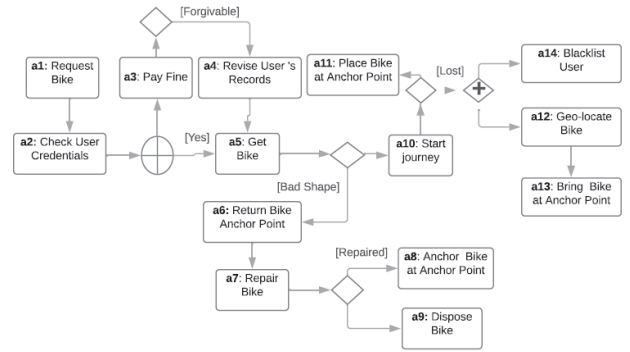 [Forgivable]
a1: Request
Bike
a3: Pay Fine
a4: Revise User 's
Records
a11: Place Bike
at Anchor Point
[Lost]
a14: Blacklist
User
a2: Check User
Credentials
[Yes]
a5: Get
Bike
a10: Start
journey
a12: Geo-locate
Bike
[Bad Shape]
a13: Bring Bike
at Anchor Point
a6: Return Bike
Anchor Point
a7: Repair
Bike
[Repaired]
a8: Anchor Bike
at Anchor Point
a9: Dispose
Bike